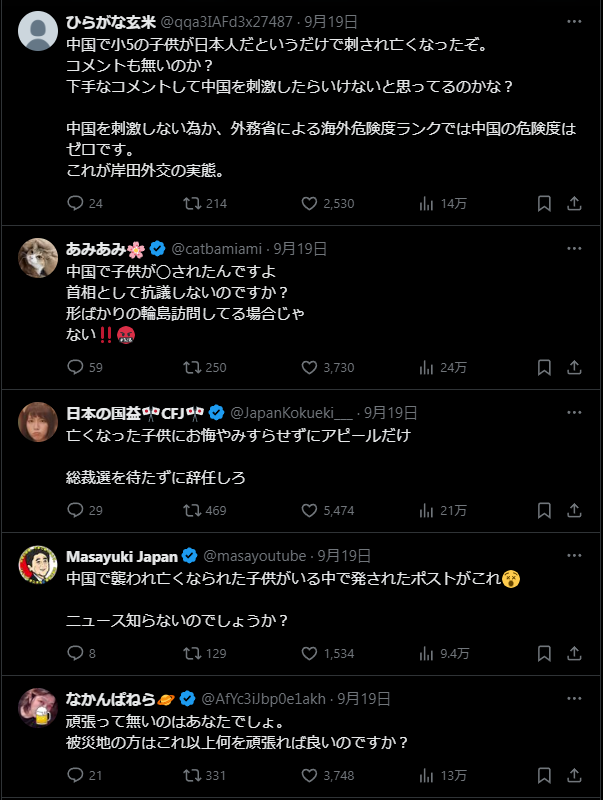 ひらがな玄米 @qqa3IAFd3x27487 · 9月19日
中国で小5の子供が日本人だというだけで刺され亡くなったぞ。
コメントも無いのか？
下手なコメントして中国を刺激したらいけないと思ってるのかな？
中国を刺激しない為か、外務省による海外危険度ランクでは中国の危険度は
ゼロです。
これが岸田外交の実態。
24 214 2,530 14万
あみあみ🌸 @catbamiami · 9月19日
中国で子供が〇されたんですよ
首相として抗議しないのですか？
形ばかりの輪島訪問してる場合じゃ
ない‼️🤬
59 250 3,730 24万
日本の国益🎌CFJ🎌 @JapanKokueki___ · 9月19日
亡くなった子供にお悔やみすらせずにアピールだけ
総裁選を待たずに辞任しろ
29 469 5,474 21万
Masayuki Japan @masayoutube · 9月19日
中国で襲われ亡くなられた子供がいる中で発されたポストがこれ😵
ニュース知らないのでしょうか？
8 129 1,534 9.4万
なかんぱねら🪐 @AfYc3iJbp0e1akh · 9月19日
頑張って無いのはあなたでしょ。
被災地の方はこれ以上何を頑張れば良いのですか？
21 331 3,748 13万